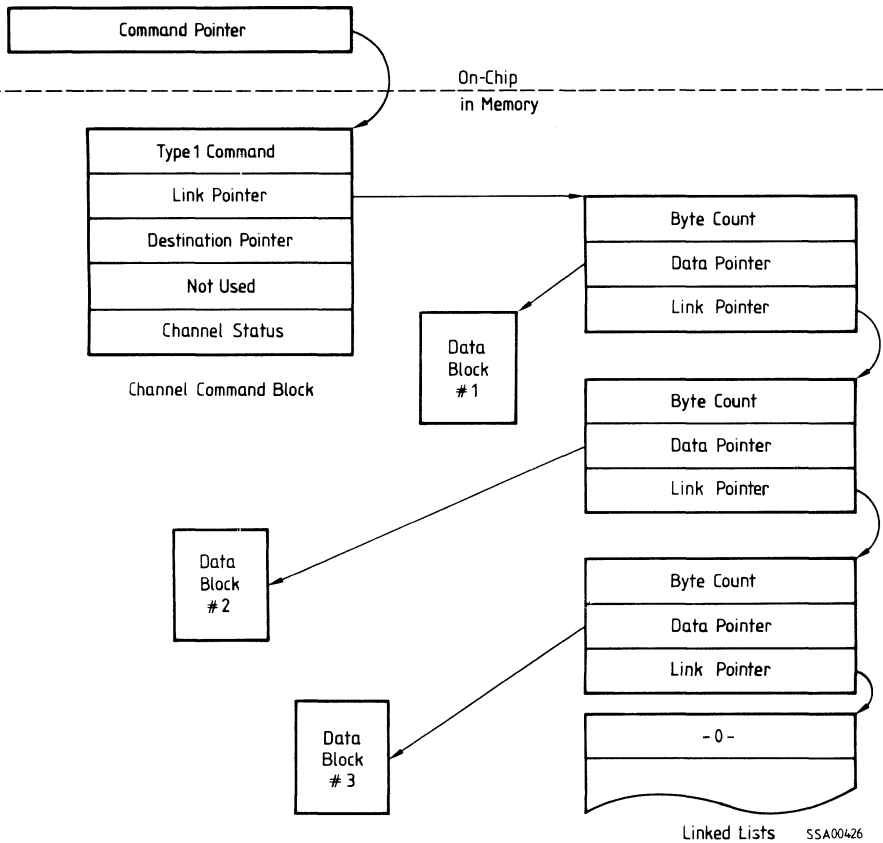 Command Pointer
On-Chip
in Memory
Type1 Command
Link Pointer
Destination Pointer
Not Used
Channel Status
Channel Command Block
Byte Count
Data Pointer
Link Pointer
Data
Block
#1
Byte Count
Data Pointer
Link Pointer
Data
Block
#2
Byte Count
Data Pointer
Link Pointer
Data
Block
#3
-0-
Linked Lists
SSA00426